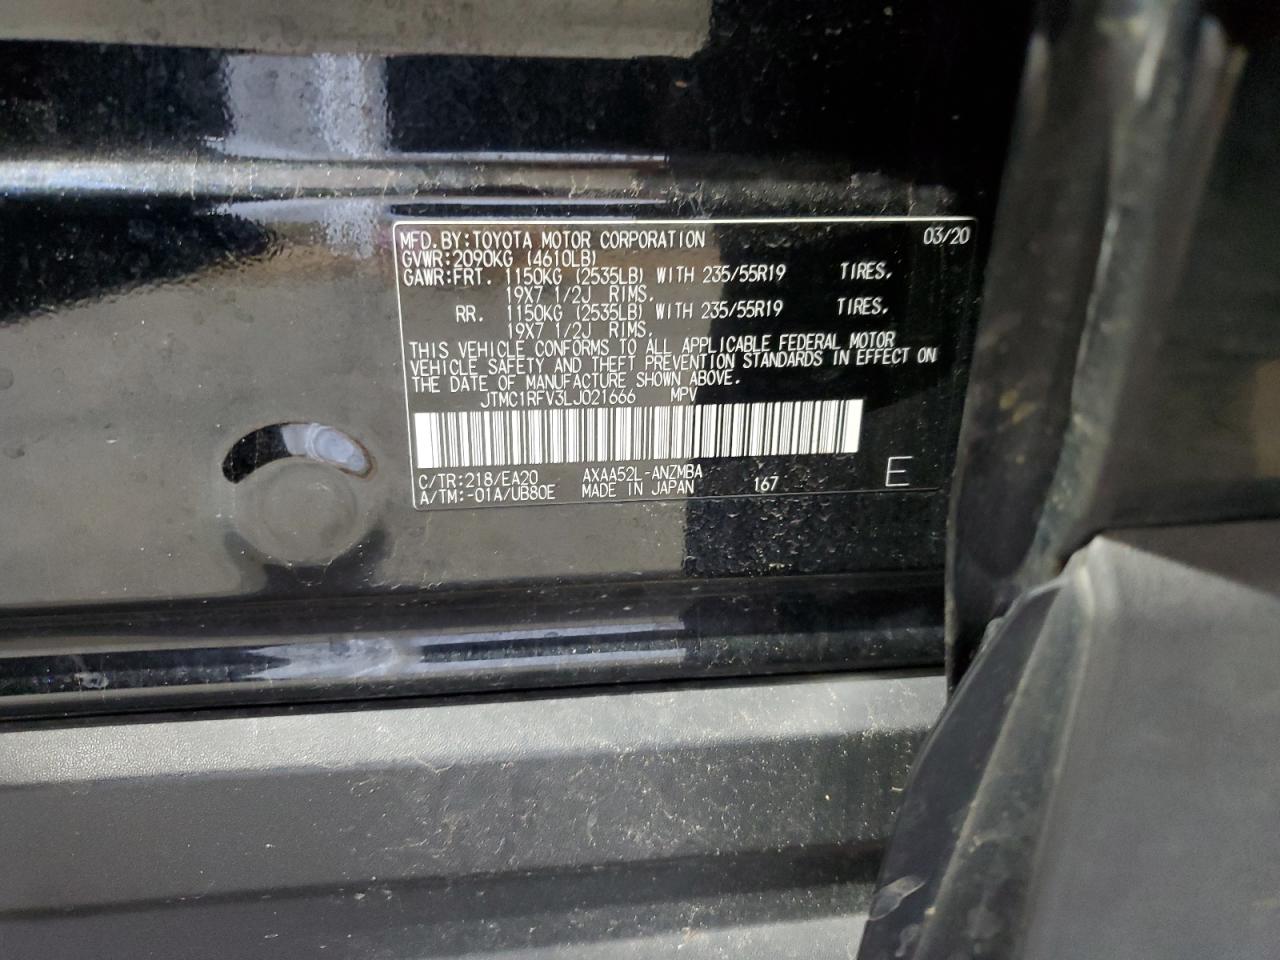 MFD.BY:TOYOTA MOTOR CORPORATION 03/20
GVWR:2090KG (4610LB)
GAWR:FRT. 1150KG (2535LB) WITH 235/55R19 TIRES.
19X7 1/2J RIMS.
RR. 1150KG (2535LB) WITH 235/55R19 TIRES.
19X7 1/2J RIMS.
THIS VEHICLE CONFORMS TO ALL APPLICABLE FEDERAL MOTOR
VEHICLE SAFETY AND THEFT PREVENTION STANDARDS IN EFFECT ON
THE DATE OF MANUFACTURE SHOWN ABOVE.
JTMC1RFV3LJ021666 MPV
C/TR:218/EA20 AXAA52L-ANZMBA
A/TM:-01A/UB80E MADE IN JAPAN 167 E